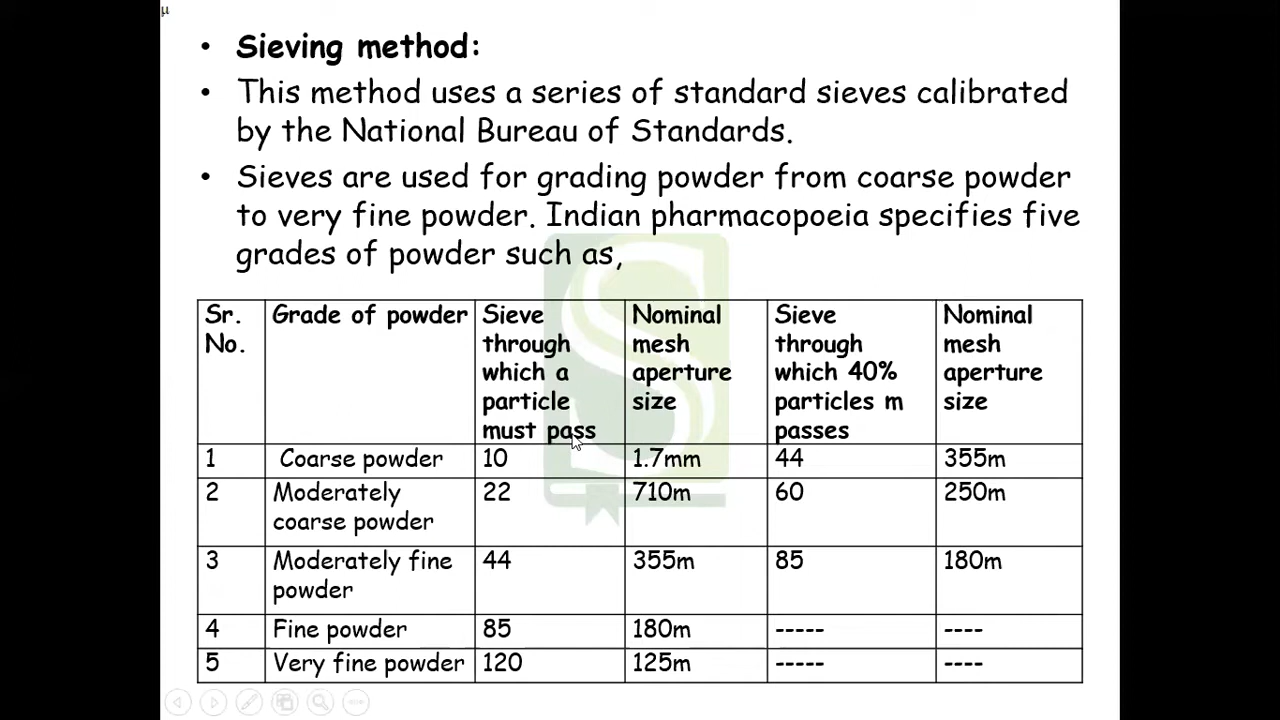 μ
• Sieving method:
• This method uses a series of standard sieves calibrated
by the National Bureau of Standards.
• Sieves are used for grading powder from coarse powder
to very fine powder. Indian pharmacopoeia specifies five
grades of powder such as,
Sr. No. Grade of powder Sieve through which a particle must pass Nominal mesh aperture size Sieve through which 40% particles m passes Nominal mesh aperture size
1 Coarse powder 10 1.7mm 44 355m
2 Moderately coarse powder 22 710m 60 250m
3 Moderately fine powder 44 355m 85 180m
4 Fine powder 85 180m ----- ----
5 Very fine powder 120 125m ----- ----